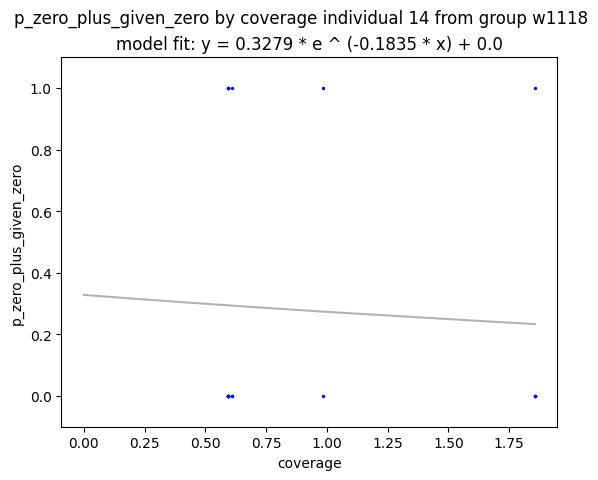 p_zero_plus_given_zero by coverage individual 14 from group w1118
model fit: y = 0.3279 * e ^ (-0.1835 * x) + 0.0
1.0
0.8
0.6
0.4
0.2
0.0
p_zero_plus_given_zero
0.00 0.25 0.50 0.75 1.00 1.25 1.50 1.75
coverage